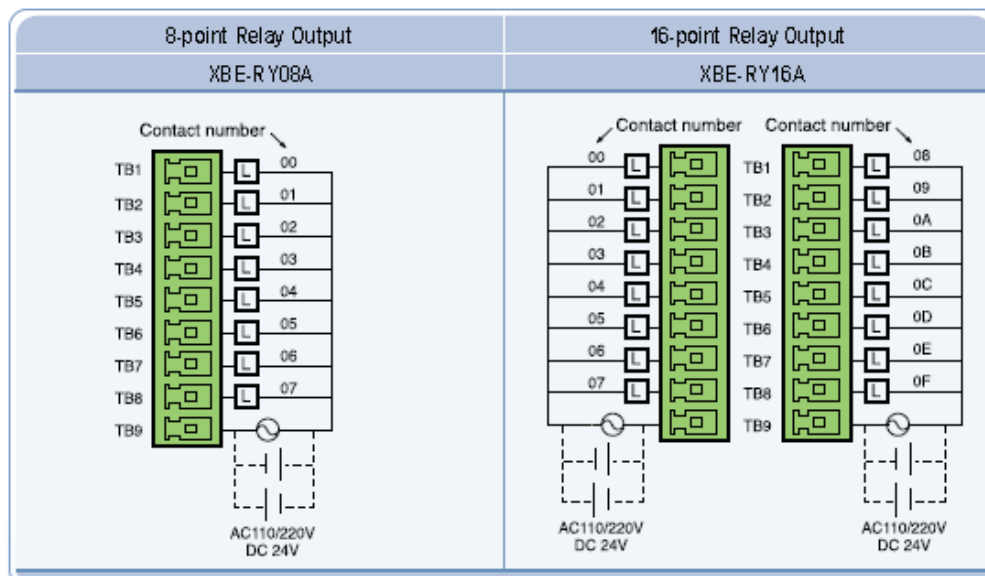 8-point Relay Output
16-point Relay Output
XBE-RY08A
XBE-RY16A
Contact number
TB1 L 00
TB2 L 01
TB3 L 02
TB4 L 03
TB5 L 04
TB6 L 05
TB7 L 06
TB8 L 07
TB9
AC110/220V
DC 24V
Contact number Contact number
00 L TB1 L 08
01 L TB2 L 09
02 L TB3 L 0A
03 L TB4 L 0B
04 L TB5 L 0C
05 L TB6 L 0D
06 L TB7 L 0E
07 L TB8 L 0F
TB9
AC110/220V
DC 24V
AC110/220V
DC 24V